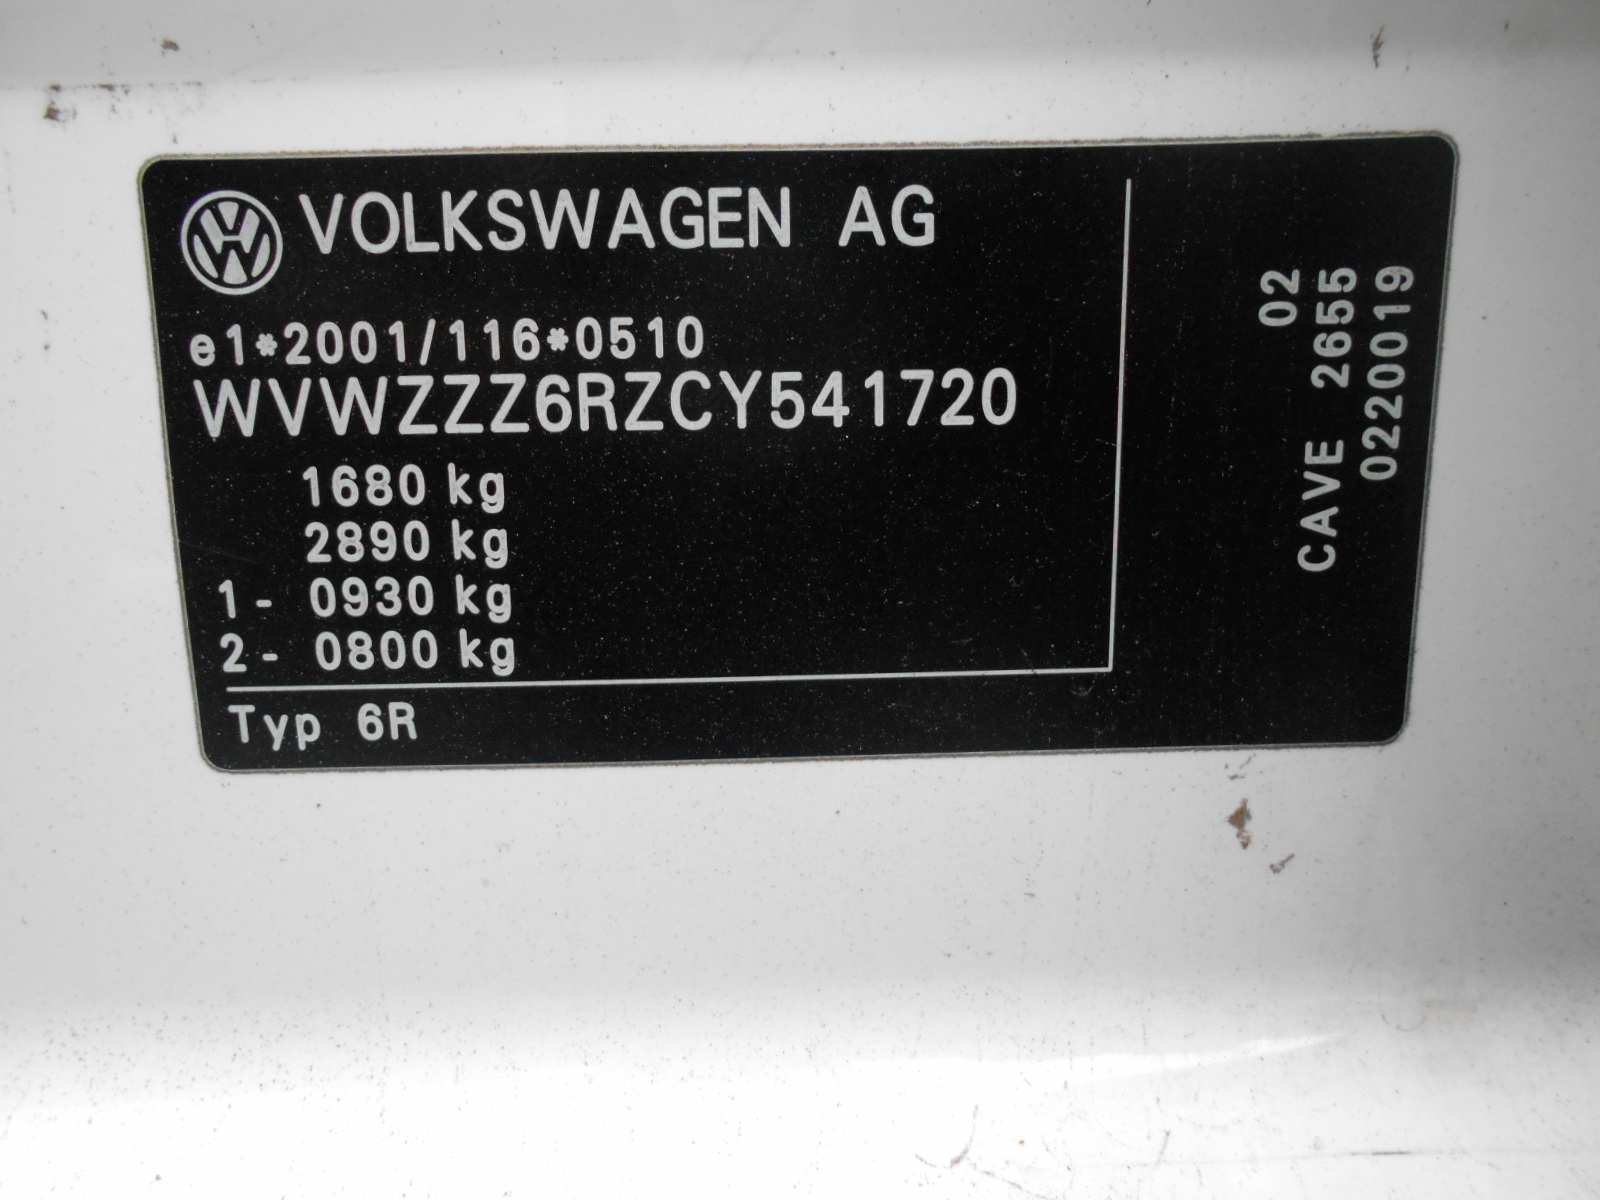 VOLKSWAGEN AG
e1*2001/116*0510
WVWZZZ6RZCY541720
1680 kg
2890 kg
1- 0930 kg
2- 0800 kg
Typ 6R
02
CAVE 2655
0220019